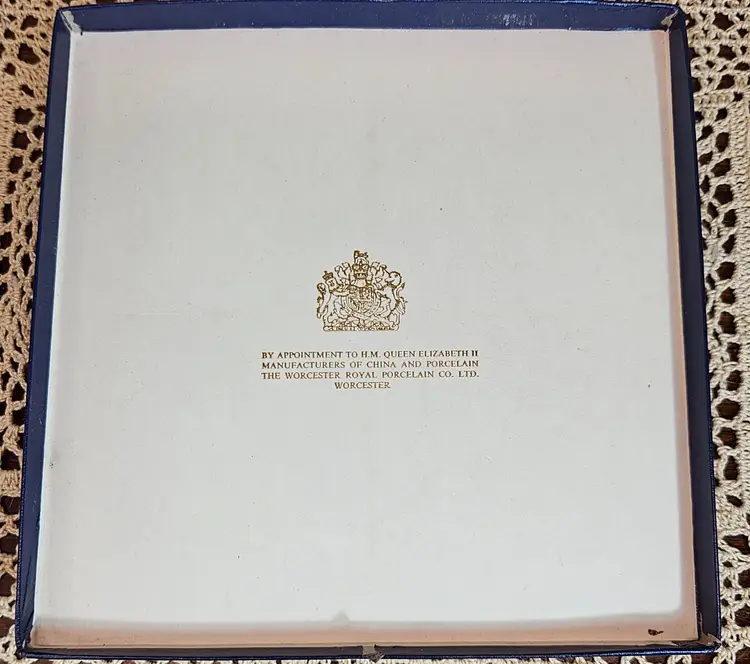 BY APPOINTMENT TO H.M. QUEEN ELIZABETH II
MANUFACTURERS OF CHINA AND PORCELAIN
THE WORCESTER ROYAL PORCELAIN CO. LTD.
WORCESTER